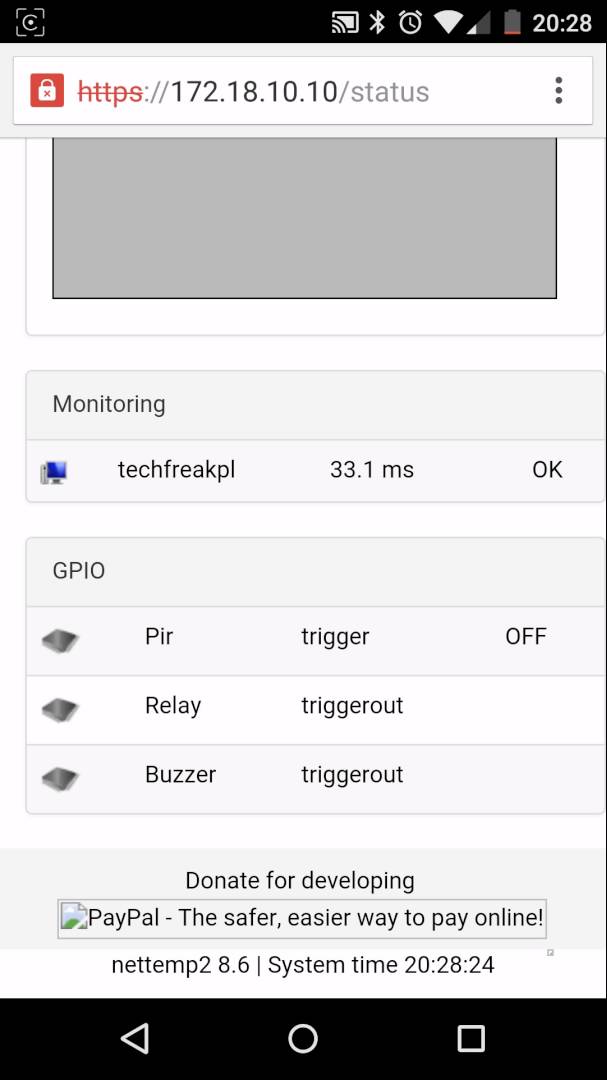 20:28
https://172.18.10.10/status
Monitoring
techfreakpl 33.1 ms OK
GPIO
Pir trigger OFF
Relay triggerout
Buzzer triggerout
Donate for developing
PayPal - The safer, easier way to pay online!
nettemp2 8.6 | System time 20:28:24